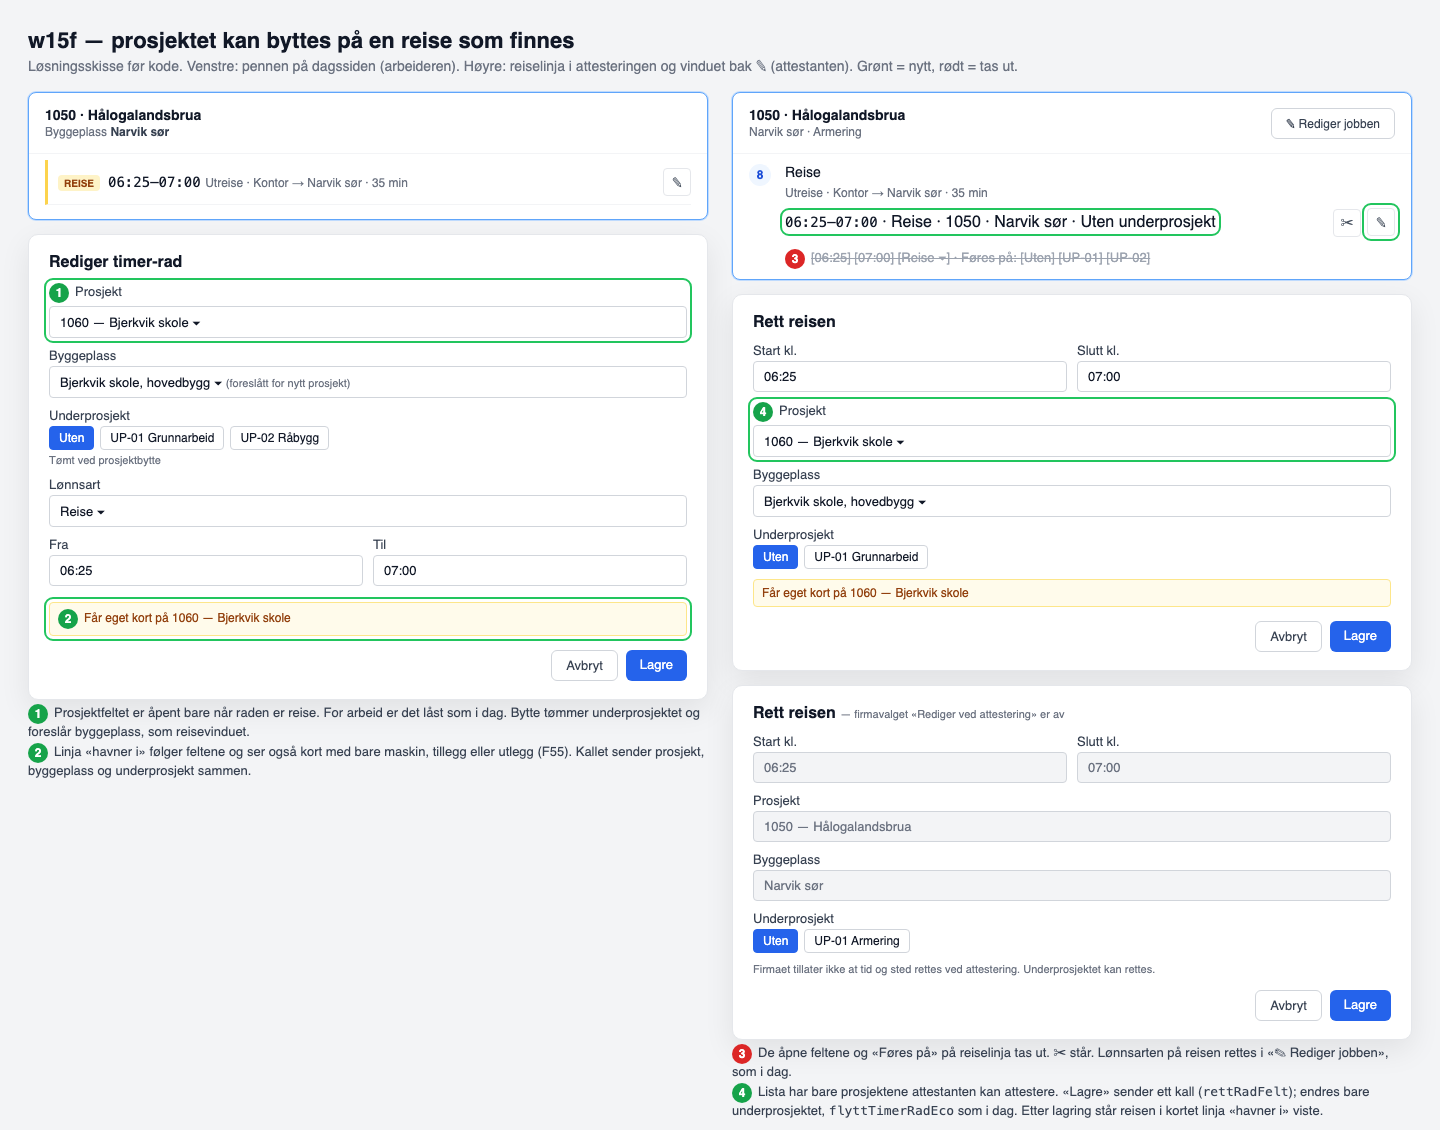 w15f — prosjektet kan byttes på en reise som finnes
Løsningsskisse før kode. Venstre: pennen på dagssiden (arbeideren). Høyre: reiselinja i attesteringen og vinduet bak ✎ (attestanten). Grønt = nytt, rødt = tas ut.
1050 · Hålogalandsbrua
Byggeplass Narvik sør
REISE 06:25–07:00 Utreise · Kontor → Narvik sør · 35 min ✎
Rediger timer-rad
1 Prosjekt
1060 — Bjerkvik skole ▾
Byggeplass
Bjerkvik skole, hovedbygg ▾ (foreslått for nytt prosjekt)
Underprosjekt
Uten UP-01 Grunnarbeid UP-02 Råbygg
Tømt ved prosjektbytte
Lønnsart
Reise ▾
Fra Til
06:25 07:00
2 Får eget kort på 1060 — Bjerkvik skole
Avbryt Lagre
1 Prosjektfeltet er åpent bare når raden er reise. For arbeid er det låst som i dag. Bytte tømmer underprosjektet og
foreslår byggeplass, som reisevinduet.
2 Linja «havner i» følger feltene og ser også kort med bare maskin, tillegg eller utlegg (F55). Kallet sender prosjekt,
byggeplass og underprosjekt sammen.
1050 · Hålogalandsbrua
Narvik sør · Armering
✎ Rediger jobben
8 Reise
Utreise · Kontor → Narvik sør · 35 min
06:25–07:00 · Reise · 1050 · Narvik sør · Uten underprosjekt ✂ ✎
3 [06:25] [07:00] [Reise ▾] · Føres på: [Uten] [UP-01] [UP-02]
Rett reisen
Start kl. Slutt kl.
06:25 07:00
4 Prosjekt
1060 — Bjerkvik skole ▾
Byggeplass
Bjerkvik skole, hovedbygg ▾
Underprosjekt
Uten UP-01 Grunnarbeid
Får eget kort på 1060 — Bjerkvik skole
Avbryt Lagre
Rett reisen — firmavalget «Rediger ved attestering» er av
Start kl. Slutt kl.
06:25 07:00
Prosjekt
1050 — Hålogalandsbrua
Byggeplass
Narvik sør
Underprosjekt
Uten UP-01 Armering
Firmaet tillater ikke at tid og sted rettes ved attestering. Underprosjektet kan rettes.
Avbryt Lagre
3 De åpne feltene og «Føres på» på reiselinja tas ut. ✂ står. Lønnsarten på reisen rettes i «✎ Rediger jobben»,
som i dag.
4 Lista har bare prosjektene attestanten kan attestere. «Lagre» sender ett kall (rettRadFelt); endres bare
underprosjektet, flyttTimerRadEco som i dag. Etter lagring står reisen i kortet linja «havner i» viste.